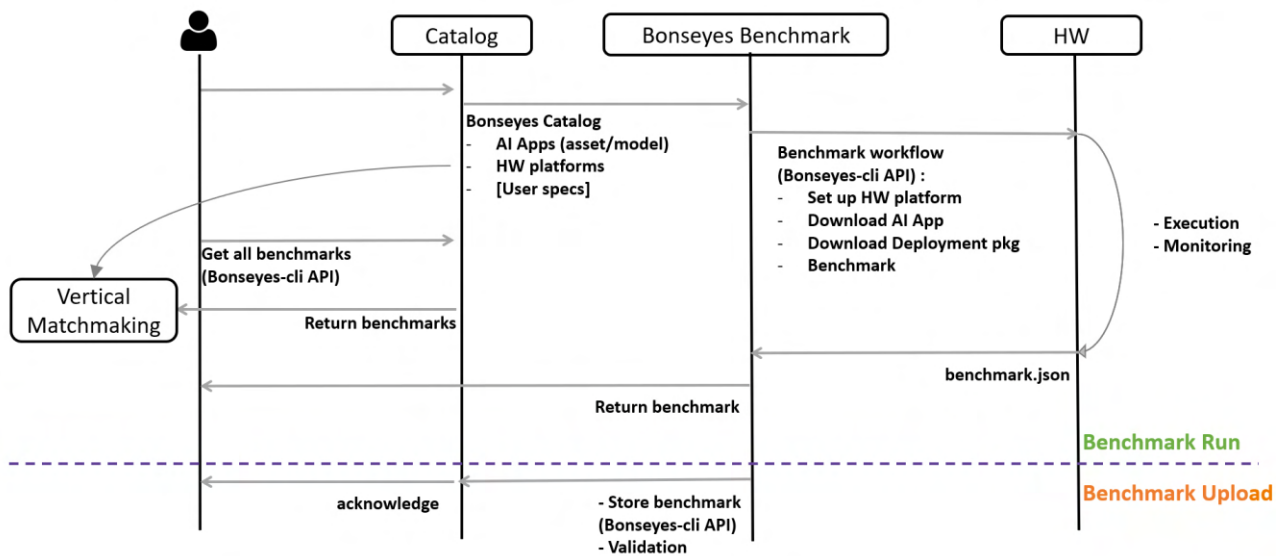 Catalog
Bonseyes Benchmark
HW
Bonseyes Catalog
- AI Apps (asset/model)
- HW platforms
- [User specs]
Benchmark workflow
(Bonseyes-cli API) :
- Set up HW platform
- Download AI App
- Download Deployment pkg
- Benchmark
- Execution
- Monitoring
Get all benchmarks
(Bonseyes-cli API)
Vertical
Matchmaking
Return benchmarks
benchmark.json
Return benchmark
Benchmark Run
Benchmark Upload
acknowledge
- Store benchmark
(Bonseyes-cli API)
- Validation